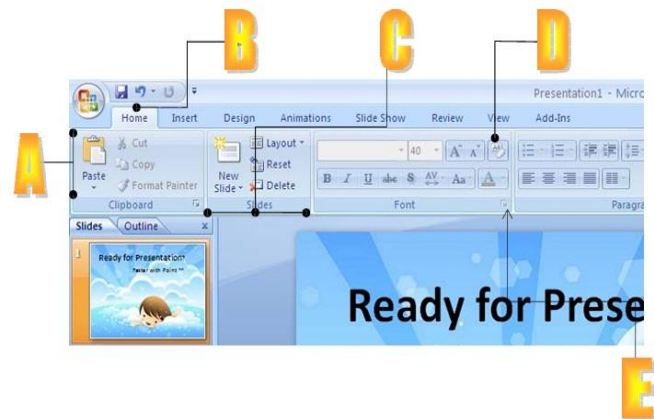 B C D
Presentation1 - Micro
Home Insert Design Animations Slide Show Review View Add-Ins
A
Paste
Cut
Copy
Format Painter
Clipboard
New Slide
Layout
Reset
Delete
Slides
40 A A
B I U abc S AV Aa A
Font
Paragra
Slides Outline x
1
Ready for Presentation
Ready for Prese
E